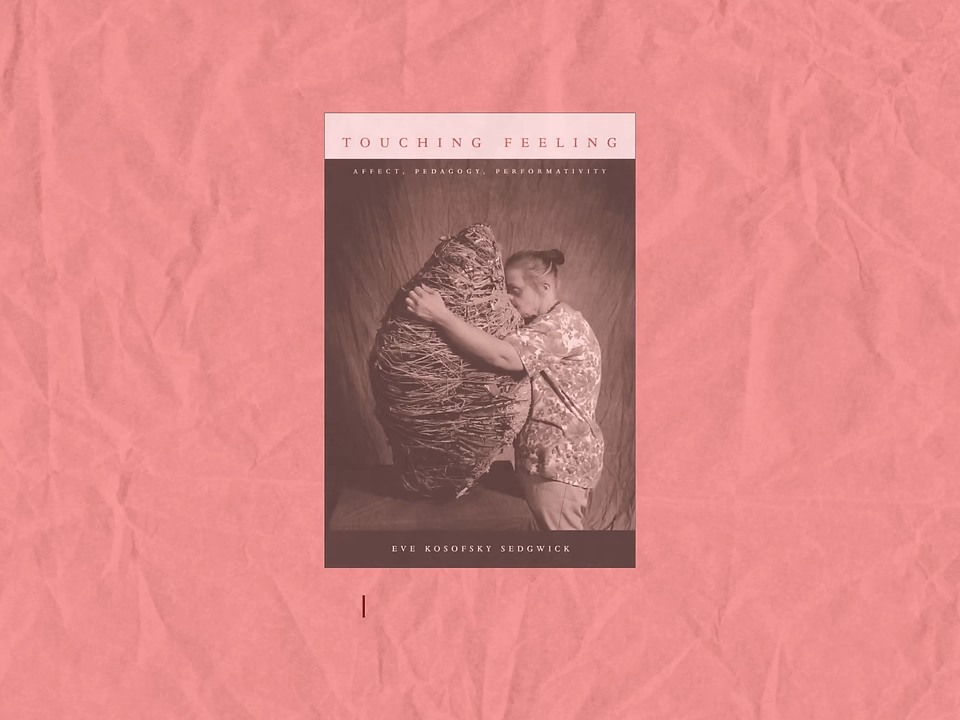 TOUCHING FEELING
AFFECT, PEDAGOGY, PERFORMATIVITY
EVE KOSOFSKY SEDGWICK